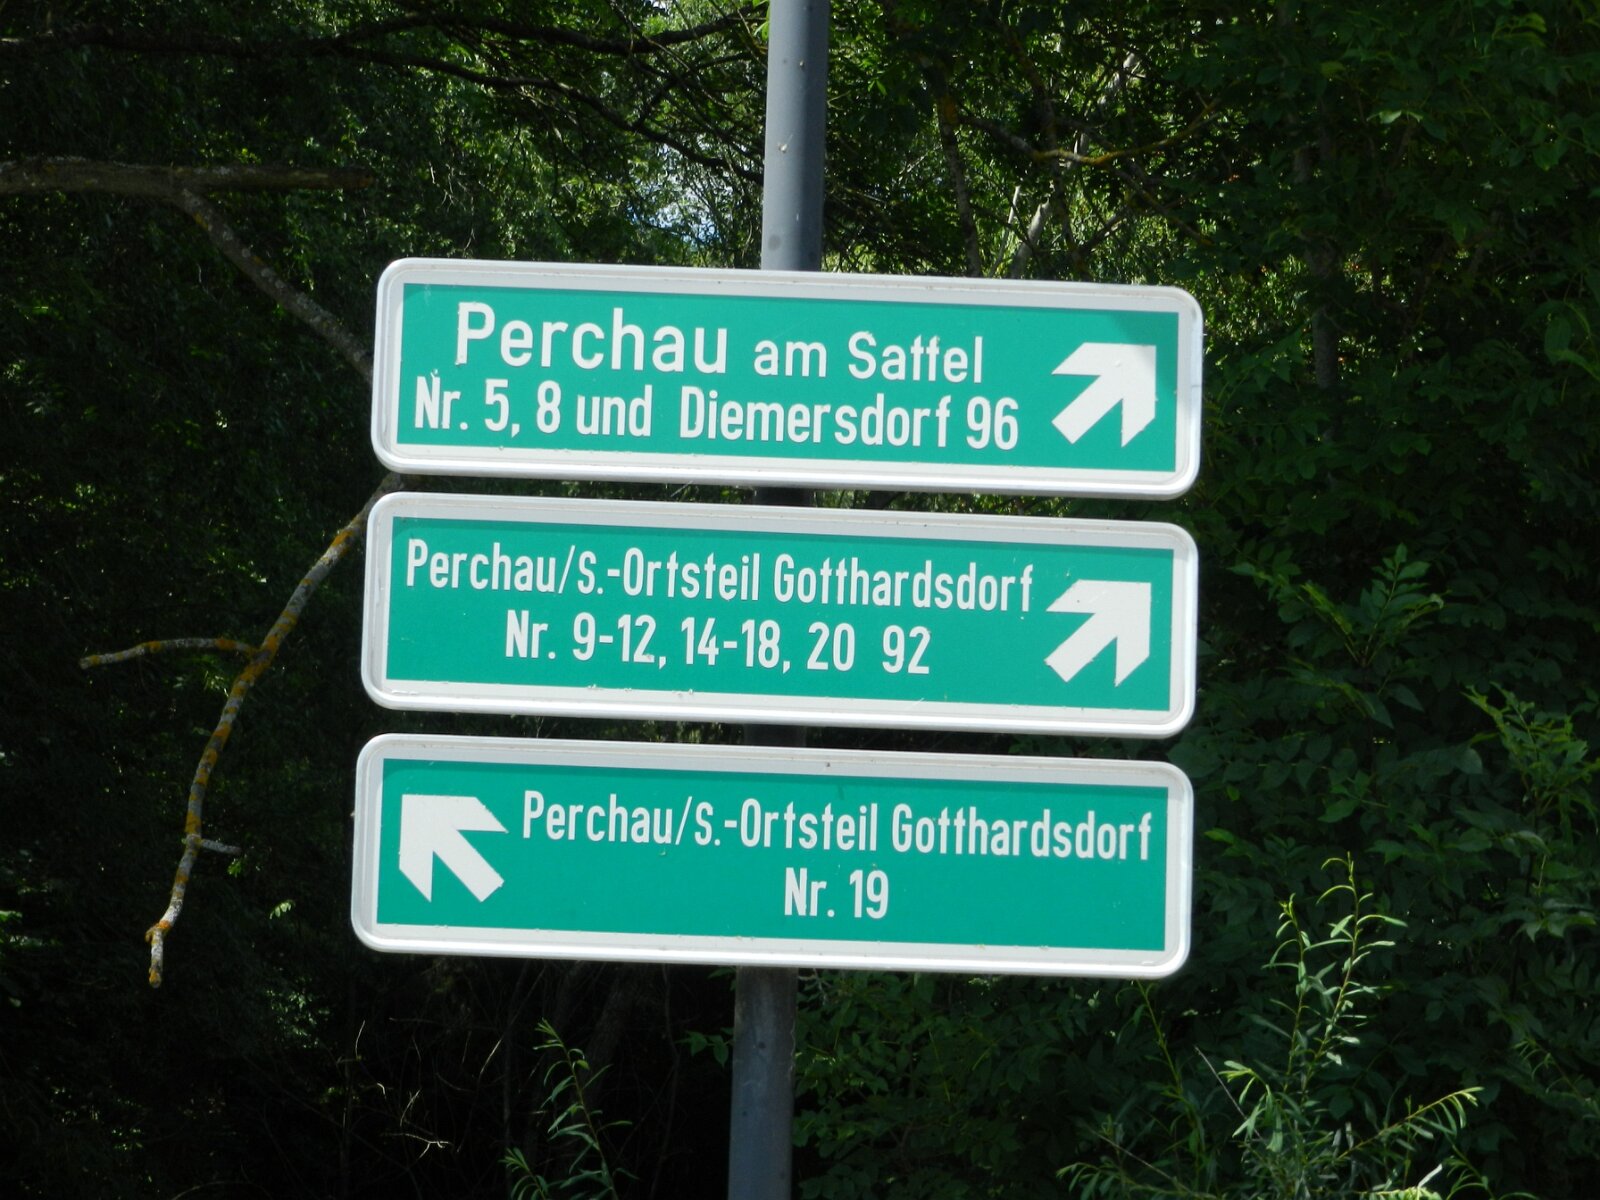 Perchau am Sattel
Nr. 5, 8 und Diemersdorf 96
Perchau/S.-Ortsteil Gotthardsdorf
Nr. 9-12, 14-18, 20 92
Perchau/S.-Ortsteil Gotthardsdorf
Nr. 19